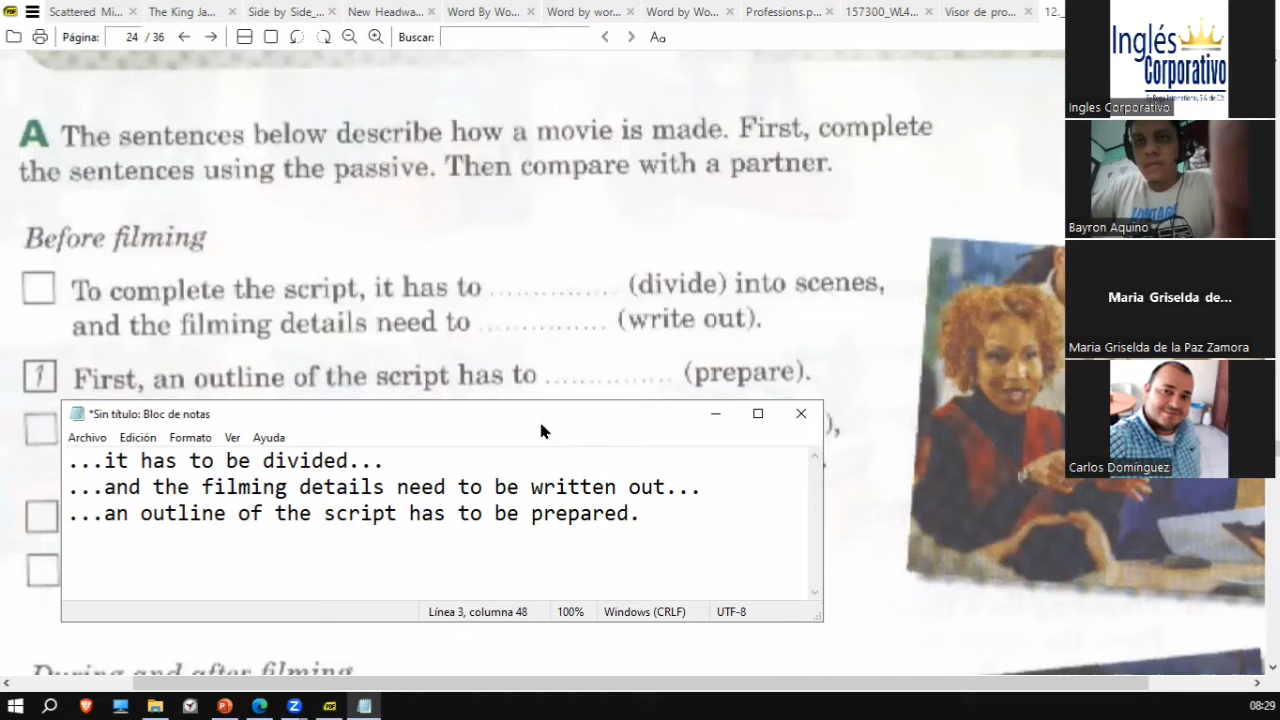 Scattered Mi...
The King Ja...
Side by Side_...
New Headwa...
Word By Wo...
Word by wor...
Word by Wo...
Professions.p...
157300_WL4...
Visor de pro...
12._
Página: 24 / 36 Buscar: Aa
A The sentences below describe how a movie is made. First, complete
the sentences using the passive. Then compare with a partner.
Before filming
To complete the script, it has to .............. (divide) into scenes,
and the filming details need to .............. (write out).
1 First, an outline of the script has to .............. (prepare).
*Sin título: Bloc de notas
Archivo Edición Formato Ver Ayuda
...it has to be divided...
...and the filming details need to be written out...
...an outline of the script has to be prepared.
Línea 3, columna 48 100% Windows (CRLF) UTF-8
During and after filming
Inglés
Corporativo
Ingles Corporativo
Bayron Aquino
Maria Griselda de...
Maria Griselda de la Paz Zamora
Carlos Domínguez
08:29